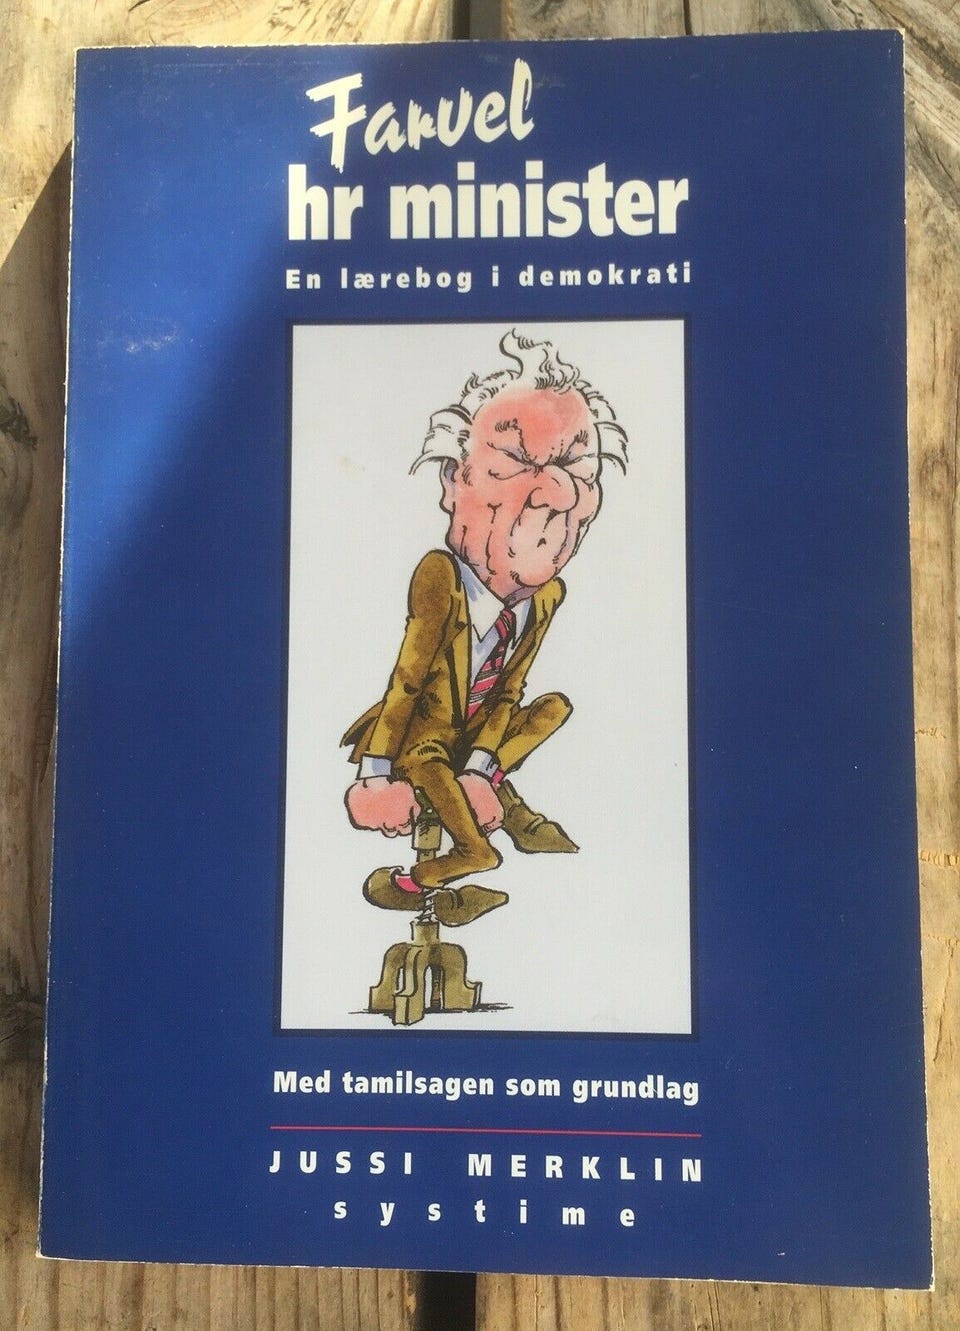 Farvel
hr minister
En lærebog i demokrati
Med tamilsagen som grundlag
JUSSI MERKLIN
systime